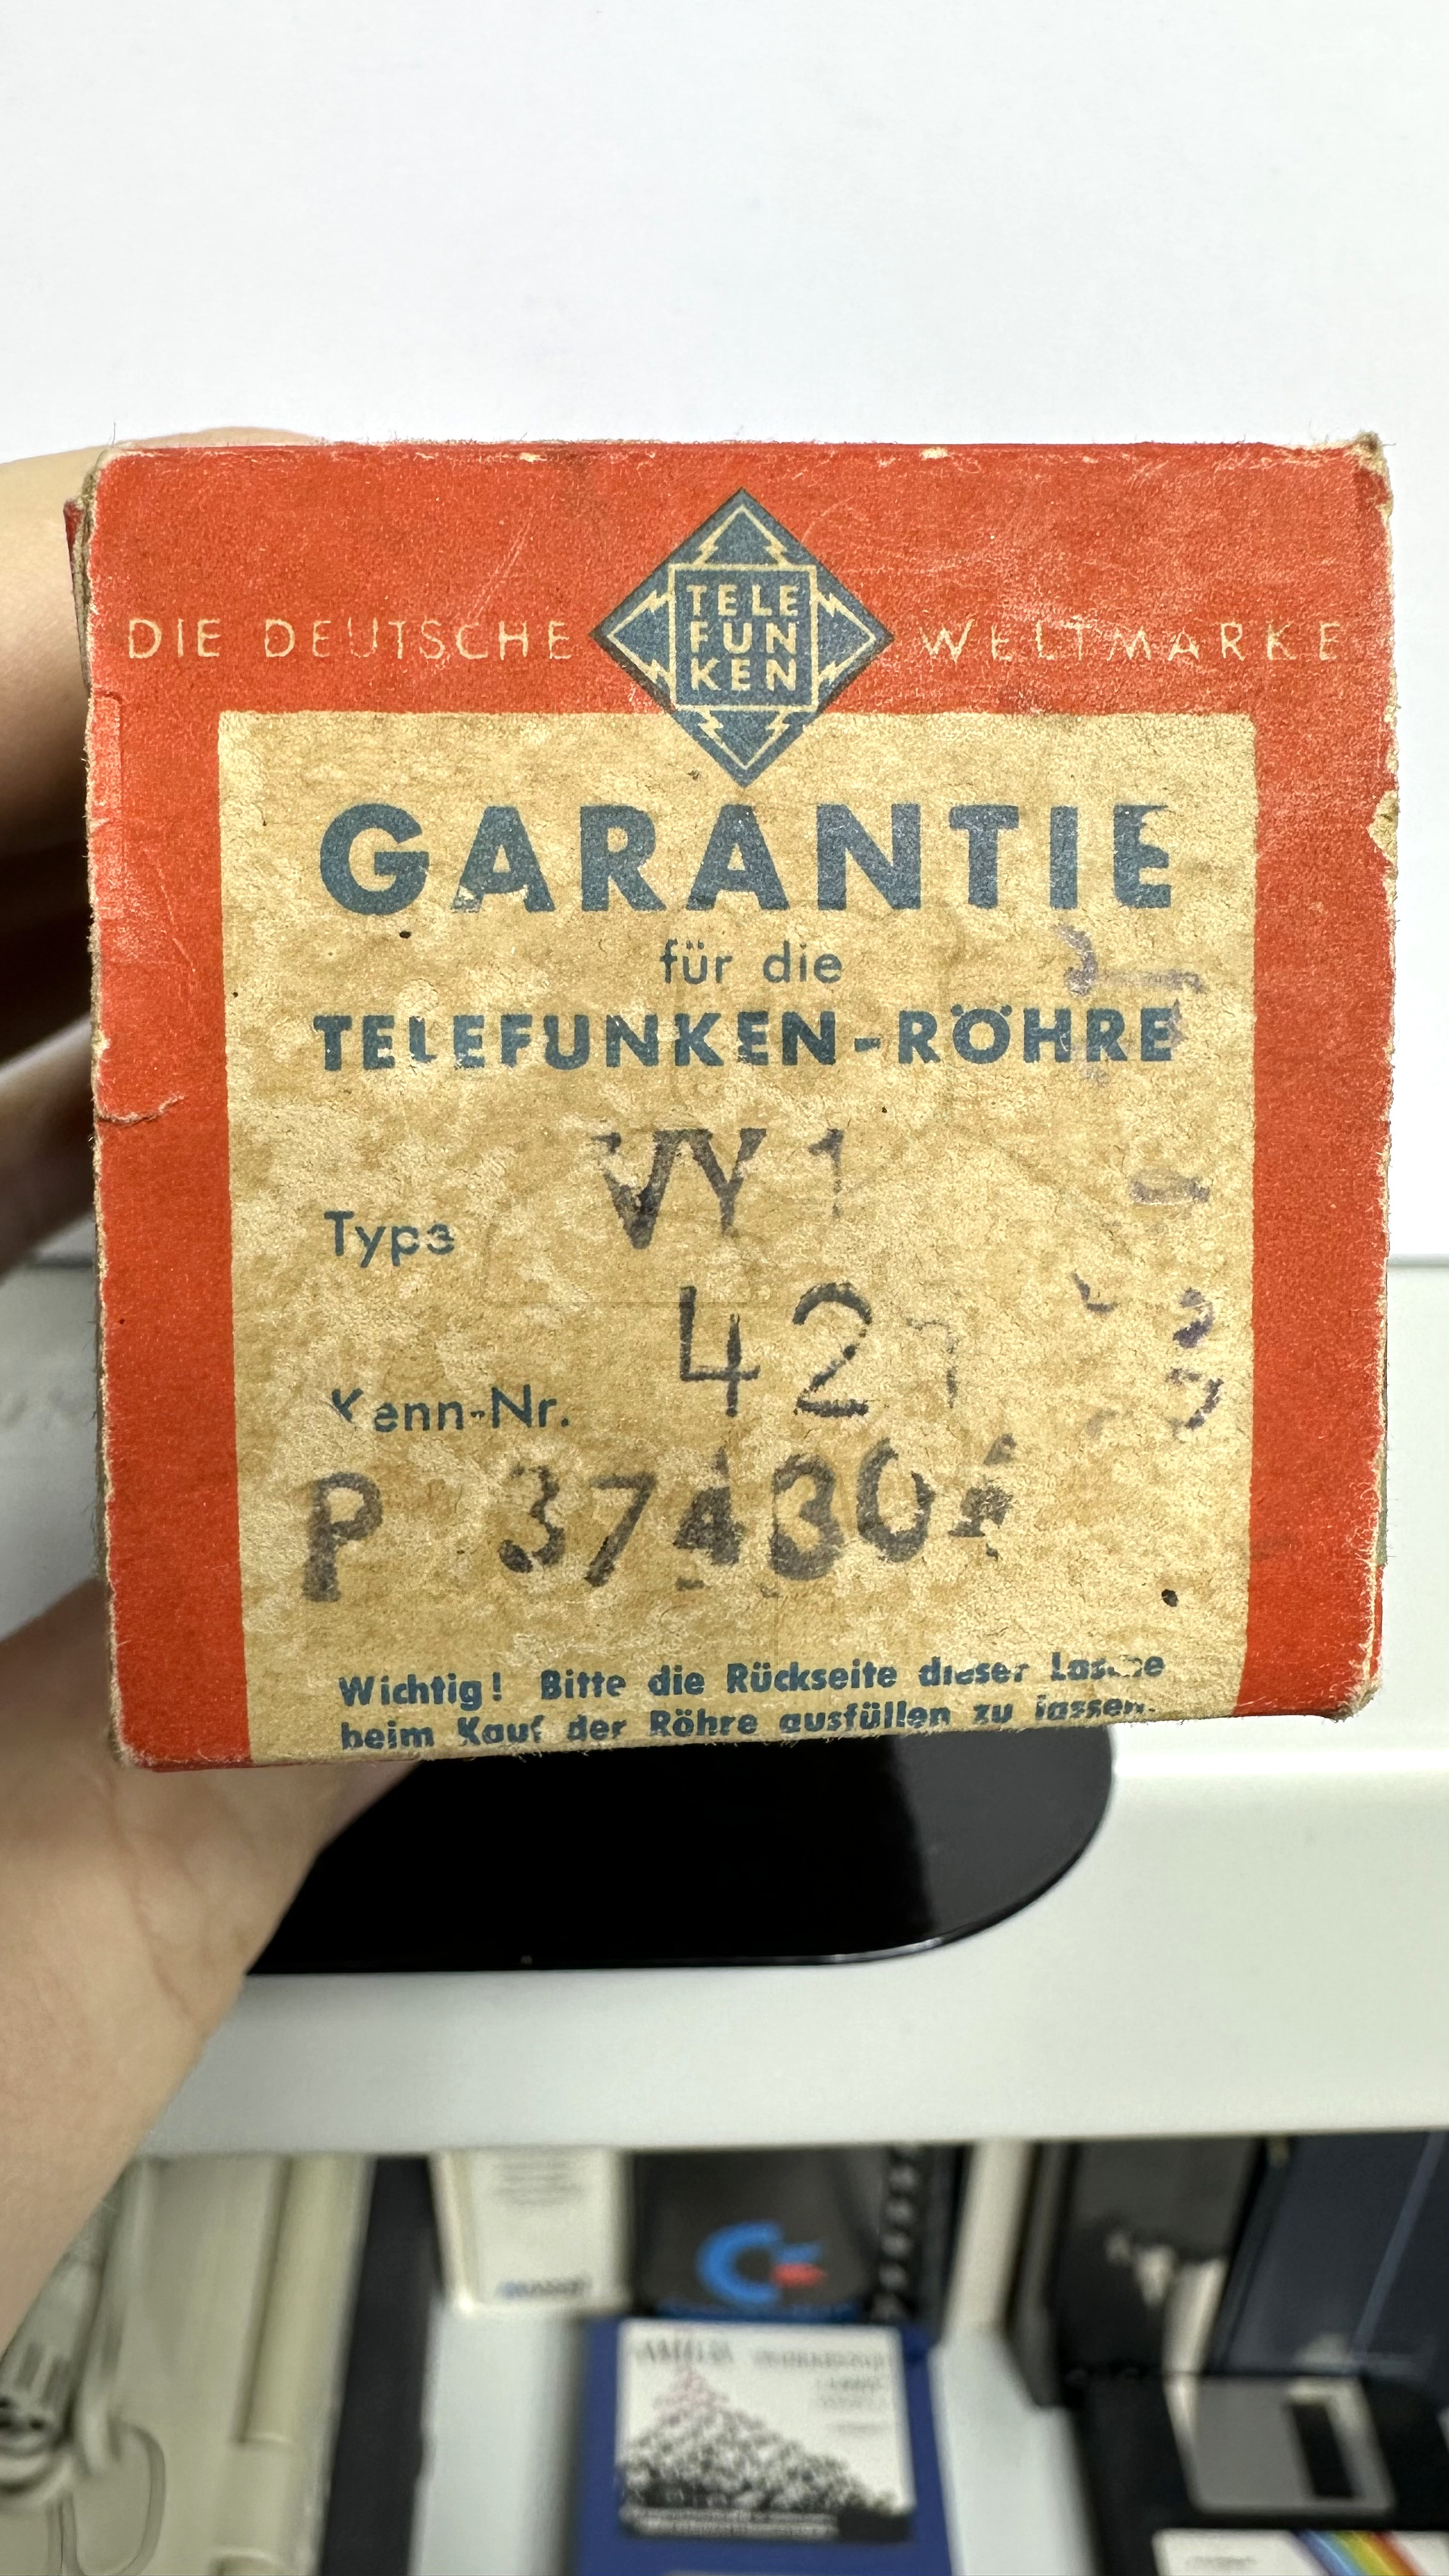 DIE DEUTSCHE TELE FUN KEN WELTMARKE
GARANTIE
für die
TELEFUNKEN-RÖHRE
Type VY1
Kenn-Nr. 42
P
Wichtig! Bitte die Rückseite dieser Lasche
beim Kauf der Röhre ausfüllen zu lassen.